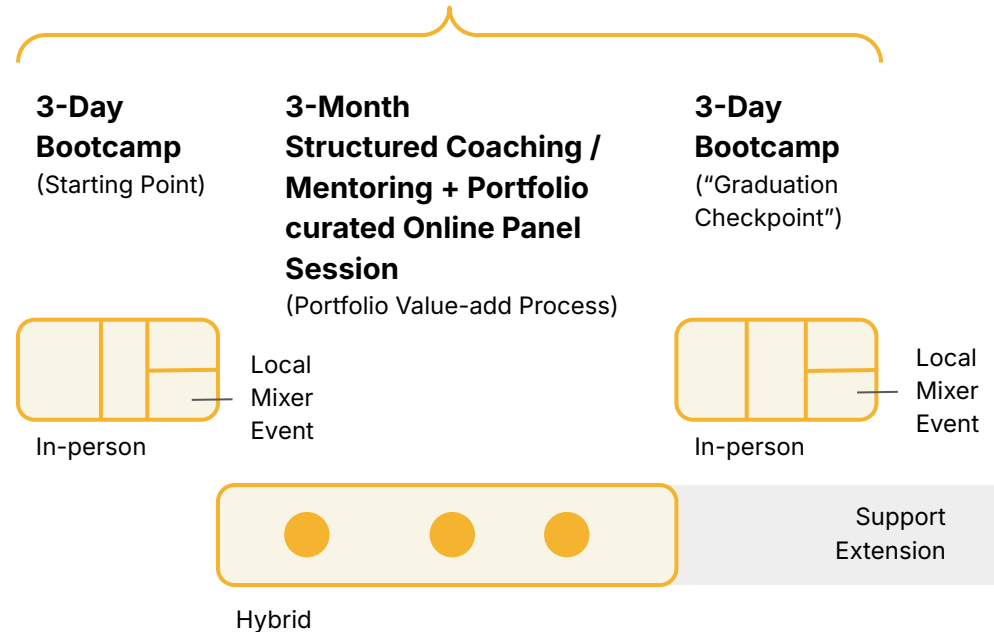 3-Day
Bootcamp
(Starting Point)
3-Month
Structured Coaching /
Mentoring + Portfolio
curated Online Panel
Session
(Portfolio Value-add Process)
3-Day
Bootcamp
(“Graduation
Checkpoint”)
Local
Mixer
Event
In-person
Local
Mixer
Event
In-person
Support
Extension
Hybrid